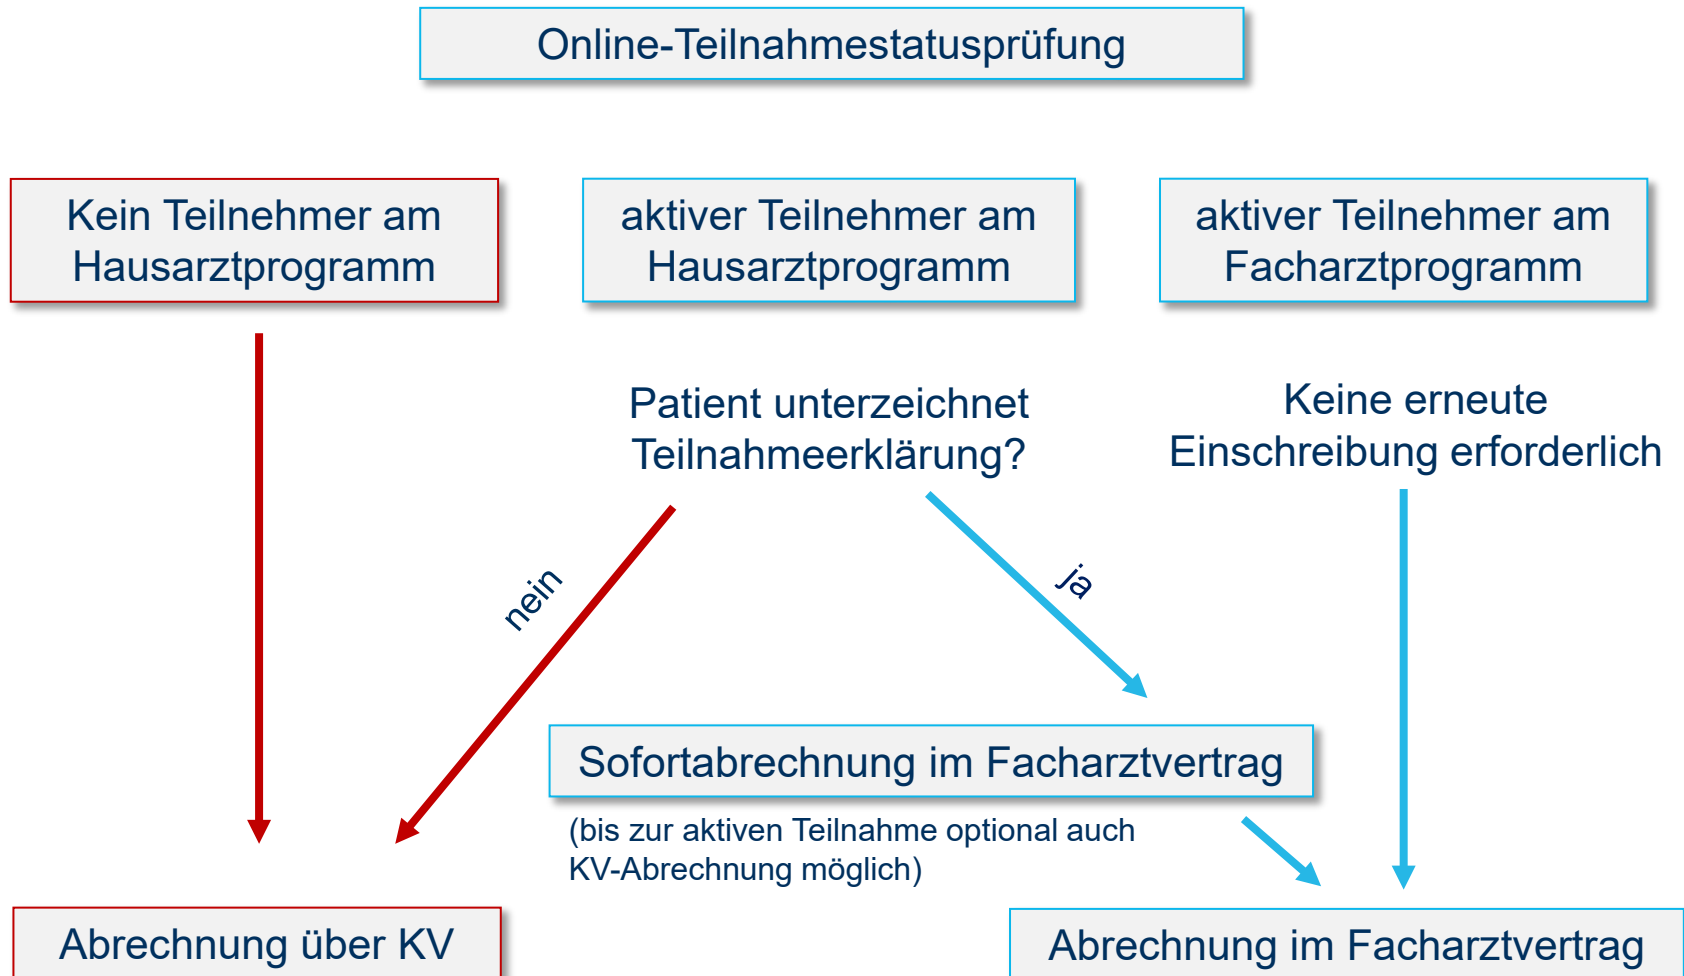 Online-Teilnahmestatusprüfung
Kein Teilnehmer am
Hausarztprogramm
aktiver Teilnehmer am
Hausarztprogramm
aktiver Teilnehmer am
Facharztprogramm
Patient unterzeichnet
Teilnahmeerklärung?
Keine erneute
Einschreibung erforderlich
nein
ja
Sofortabrechnung im Facharztvertrag
(bis zur aktiven Teilnahme optional auch
KV-Abrechnung möglich)
Abrechnung über KV
Abrechnung im Facharztvertrag